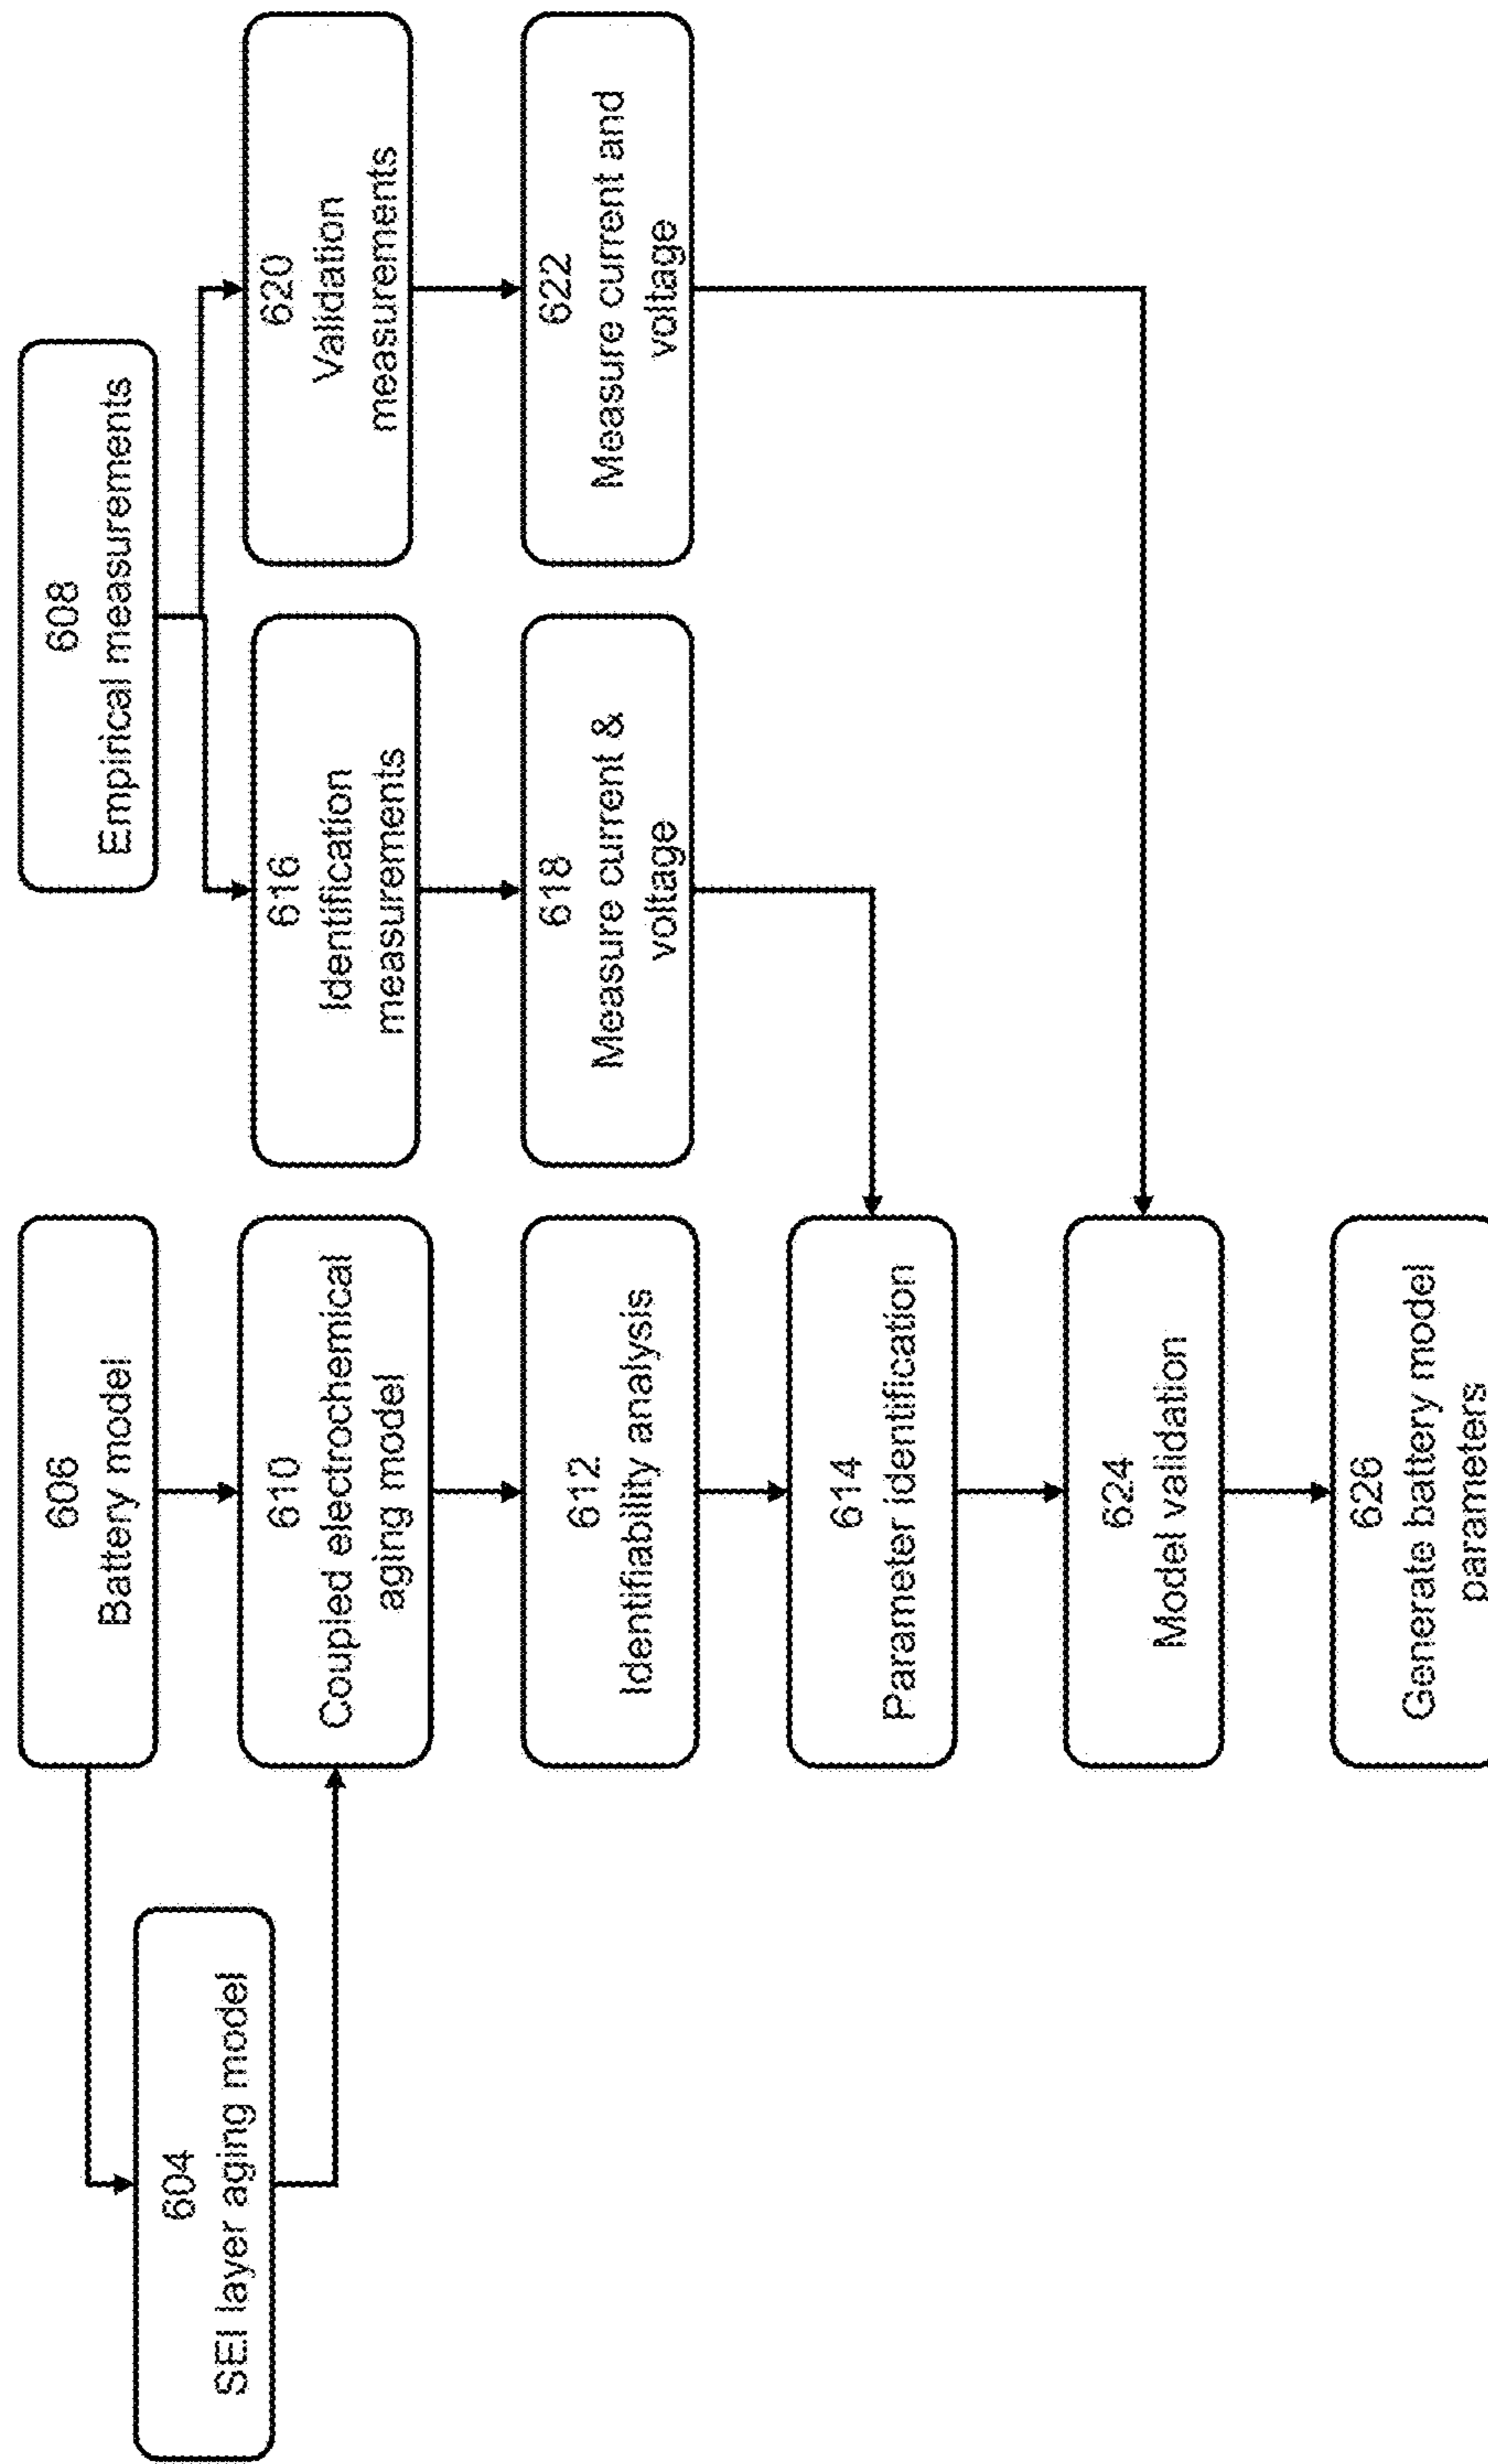 606
Battery model
608
Empirical measurements
604
SEI layer aging model
610
Coupled electrochemical
aging model
616
Identification
measurements
620
Validation
measurements
612
Identifiability analysis
618
Measure current &
voltage
622
Measure current and
voltage
614
Parameter identification
624
Model validation
626
Generate battery model
parameters